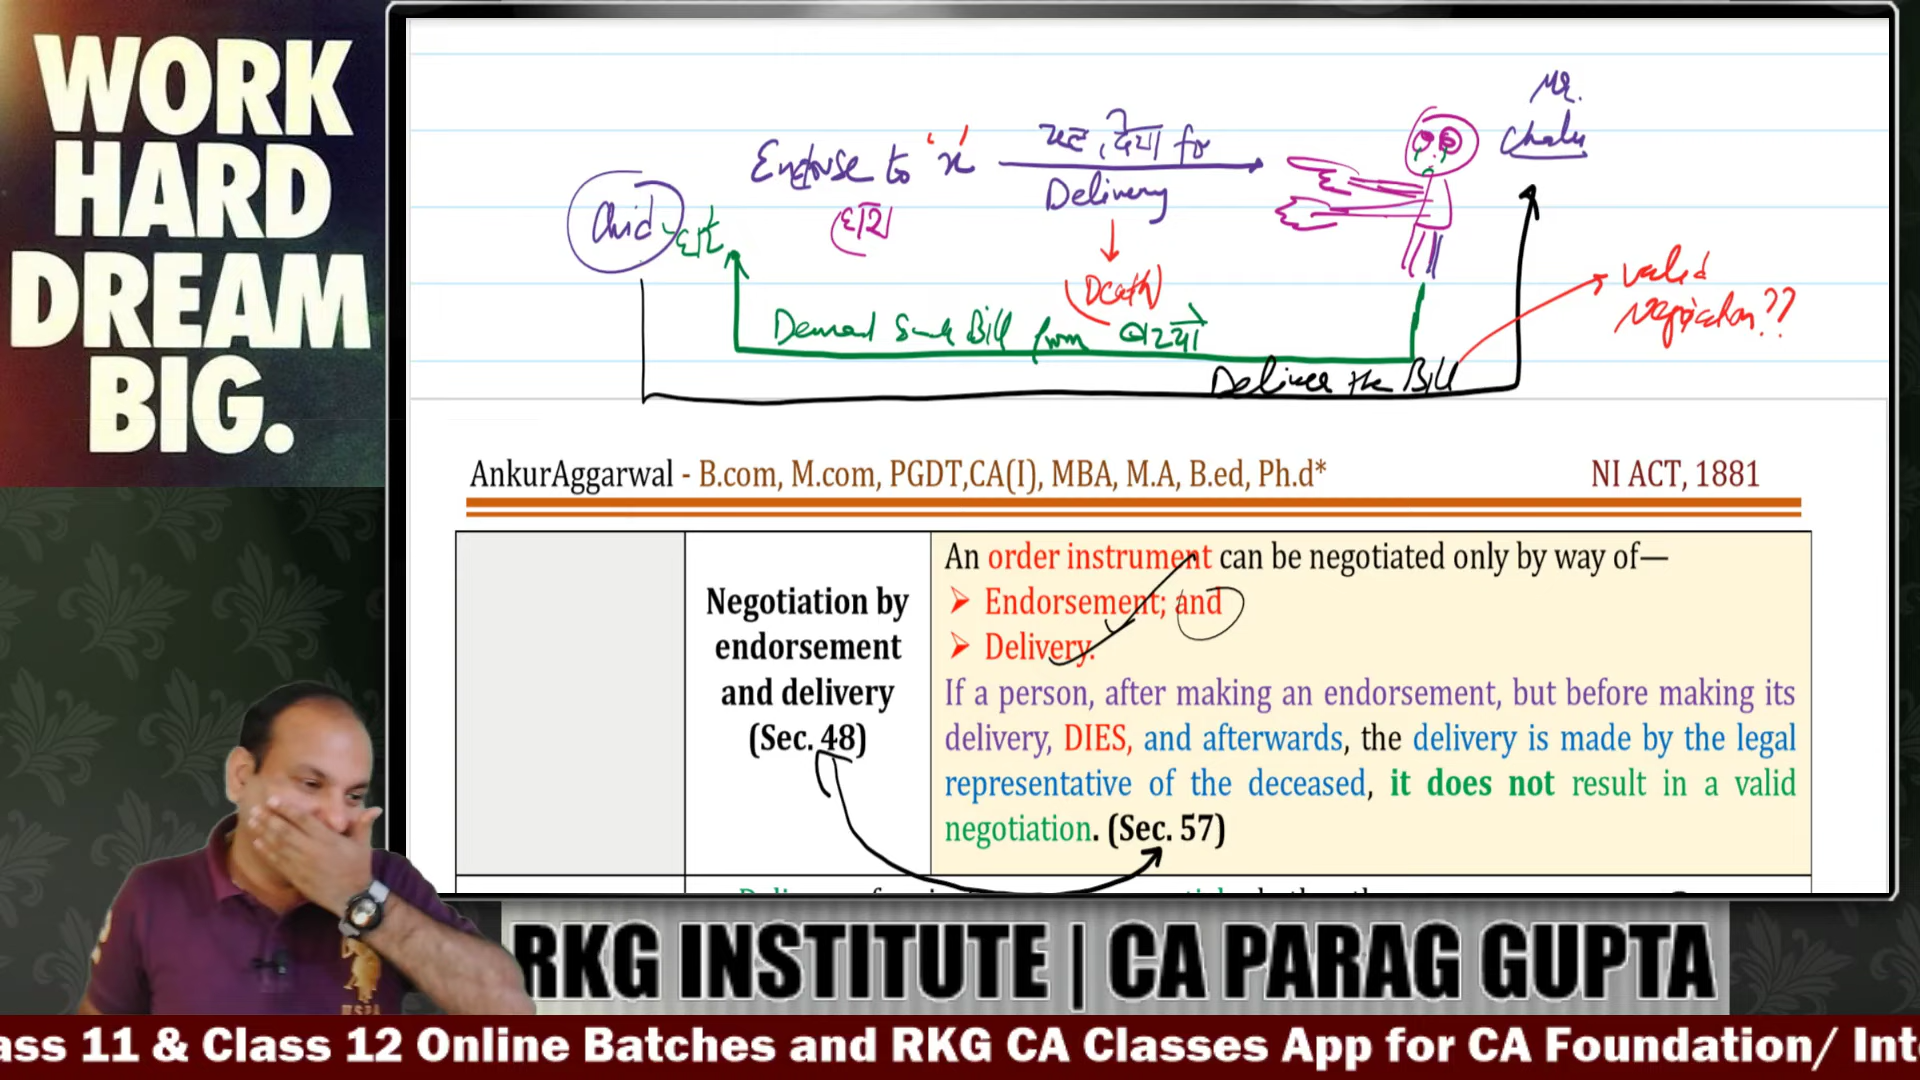 WORK
HARD
DREAM
BIG.
Mr.
Endorse to 'x'
for
Delivery
Death
Demand Bill from
Deliver the Bill
valid
negotiation??
AnkurAggarwal - B.com, M.com, PGDT,CA(I), MBA, M.A, B.ed, Ph.d*
NI ACT, 1881
Negotiation by
endorsement
and delivery
(Sec. 48)
An order instrument can be negotiated only by way of—
➢ Endorsement; and
➢ Delivery.
If a person, after making an endorsement, but before making its
delivery, DIES, and afterwards, the delivery is made by the legal
representative of the deceased, it does not result in a valid
negotiation. (Sec. 57)
RKG INSTITUTE | CA PARAG GUPTA
ass 11 & Class 12 Online Batches and RKG CA Classes App for CA Foundation/ Int